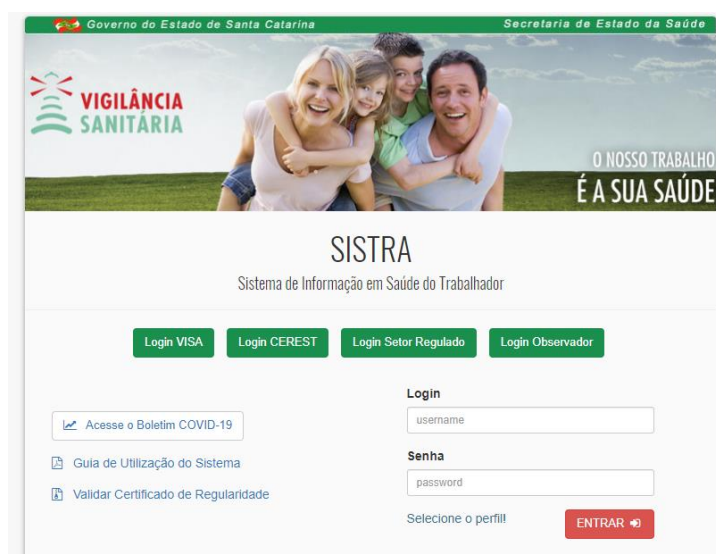 Governo do Estado de Santa Catarina
Secretaria de Estado da Saúde
VIGILÂNCIA
SANITÁRIA
O NOSSO TRABALHO
É A SUA SAÚDE
SISTRA
Sistema de Informação em Saúde do Trabalhador
Login VISA
Login CEREST
Login Setor Regulado
Login Observador
Acesse o Boletim COVID-19
Guia de Utilização do Sistema
Validar Certificado de Regularidade
Login
username
Senha
password
Selecione o perfil!
ENTRAR